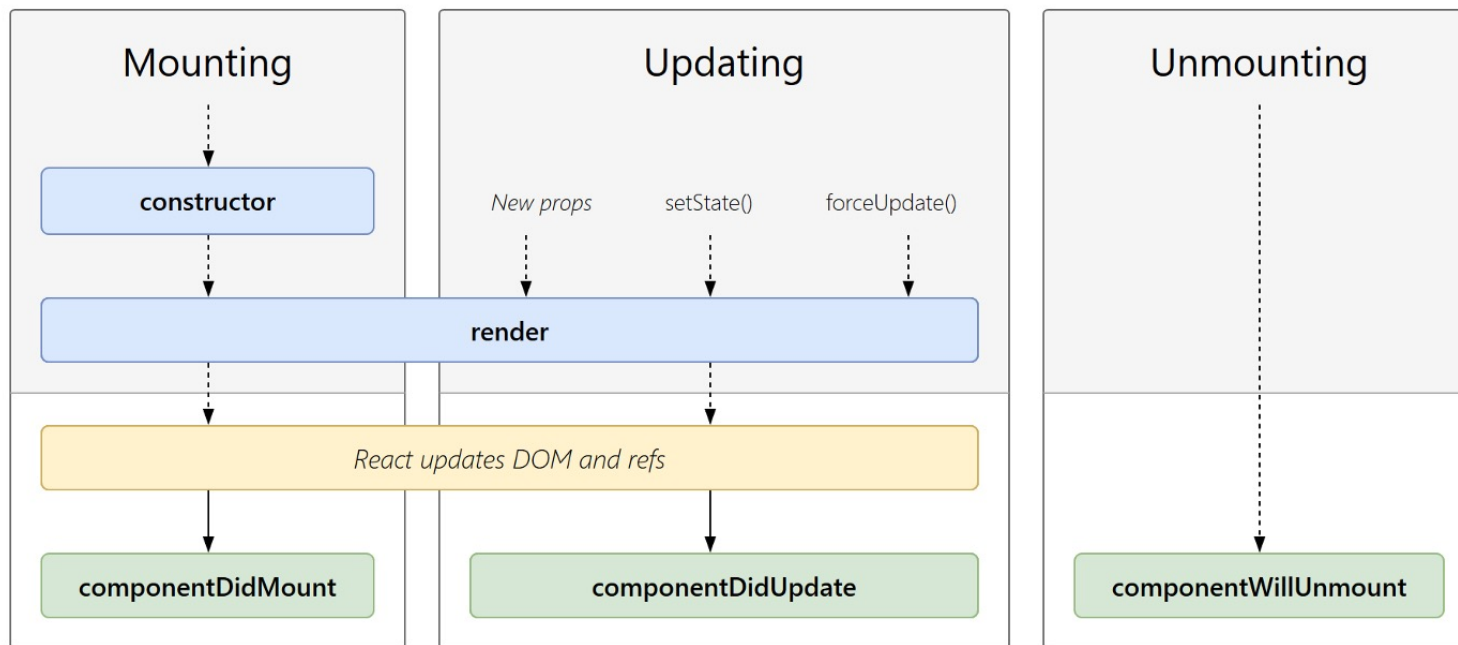 Mounting
Updating
Unmounting
constructor
New props
setState()
forceUpdate()
render
React updates DOM and refs
componentDidMount
componentDidUpdate
componentWillUnmount